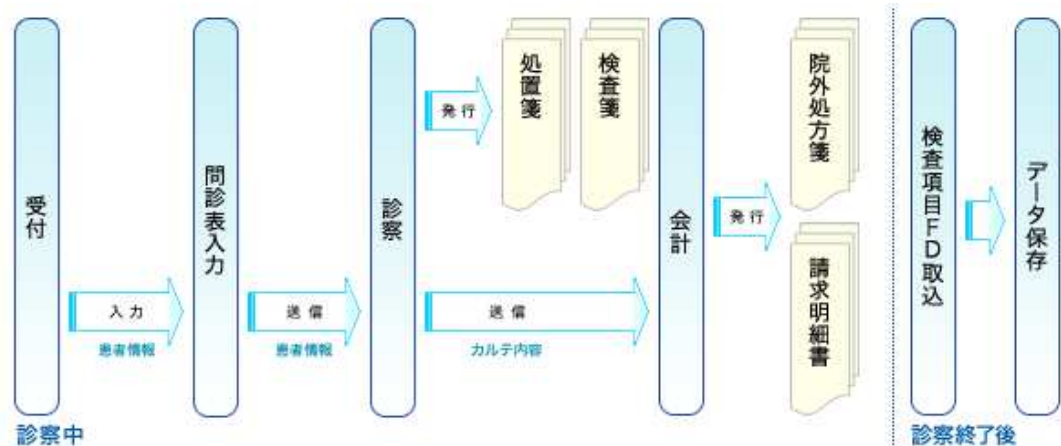 受付
入力
患者情報
問診表入力
送信
患者情報
診察
発行
処置箋
検査箋
送信
カルテ内容
会計
発行
院外処方箋
請求明細書
診察中
検査項目FD取込
データ保存
診察終了後